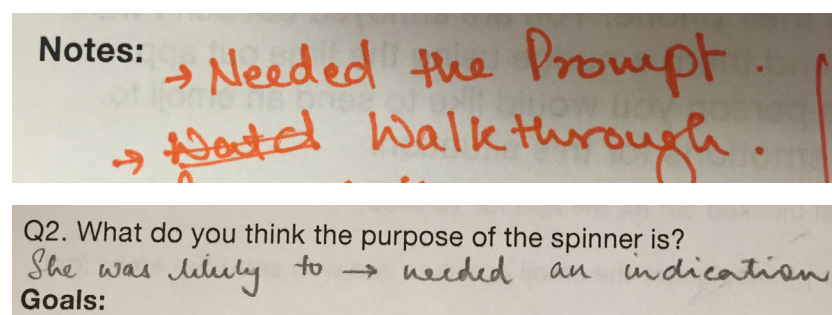 Notes: → Needed the Prompt.
→ Walkthrough.
Q2. What do you think the purpose of the spinner is?
She was likely to → needed an indication
Goals: